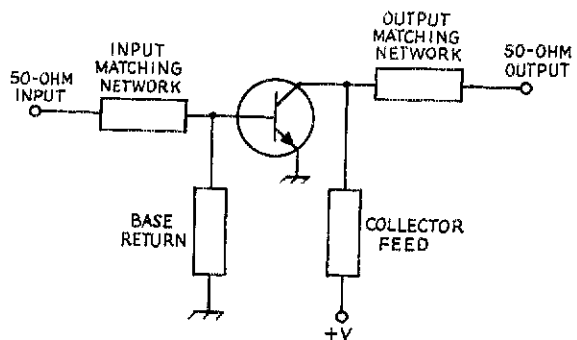 50-OHM
INPUT
INPUT
MATCHING
NETWORK
OUTPUT
MATCHING
NETWORK
50-OHM
OUTPUT
BASE
RETURN
COLLECTOR
FEED
+V